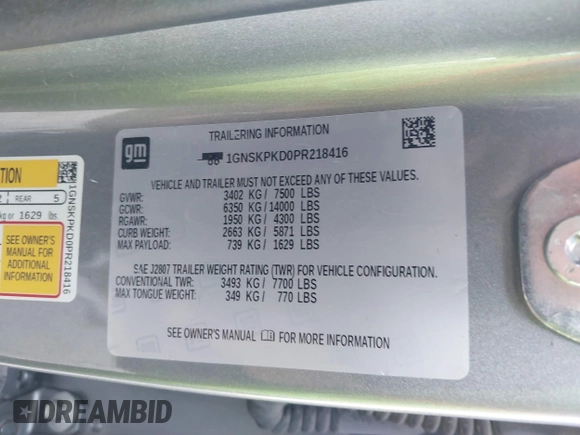 TION
2 REAR 5
kg or 1629 lbs
SEE OWNER'S
MANUAL FOR
ADDITIONAL
INFORMATION
1GNSKPKD0PR218416
gm
TRAILERING INFORMATION
1GNSKPKD0PR218416
VEHICLE AND TRAILER MUST NOT EXCEED ANY OF THESE VALUES.
GVWR: 3402 KG/ 7500 LBS
GCWR: 6350 KG/ 14000 LBS
RGAWR: 1950 KG/ 4300 LBS
CURB WEIGHT: 2663 KG/ 5871 LBS
MAX PAYLOAD: 739 KG/ 1629 LBS
SAE J2807 TRAILER WEIGHT RATING (TWR) FOR VEHICLE CONFIGURATION.
CONVENTIONAL TWR: 3493 KG/ 7700 LBS
MAX TONGUE WEIGHT: 349 KG/ 770 LBS
SEE OWNER'S MANUAL FOR MORE INFORMATION
DREAMBID